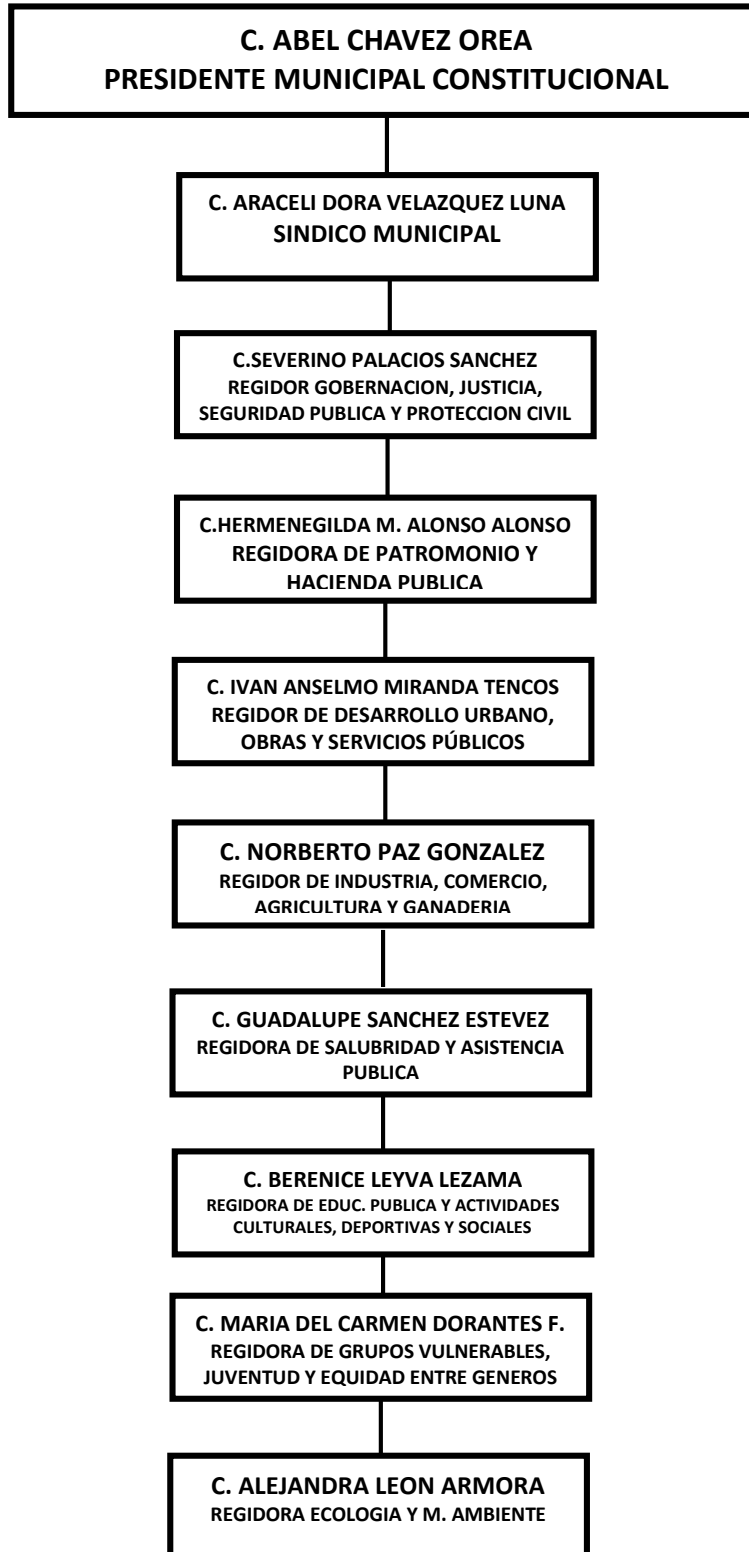 C. ABEL CHAVEZ OREA
PRESIDENTE MUNICIPAL CONSTITUCIONAL
C. ARACELI DORA VELAZQUEZ LUNA
SINDICO MUNICIPAL
C.SEVERINO PALACIOS SANCHEZ
REGIDOR GOBERNACION, JUSTICIA,
SEGURIDAD PUBLICA Y PROTECCION CIVIL
C.HERMENEGILDA M. ALONSO ALONSO
REGIDORA DE PATROMONIO Y
HACIENDA PUBLICA
C. IVAN ANSELMO MIRANDA TENCOS
REGIDOR DE DESARROLLO URBANO,
OBRAS Y SERVICIOS PÚBLICOS
C. NORBERTO PAZ GONZALEZ
REGIDOR DE INDUSTRIA, COMERCIO,
AGRICULTURA Y GANADERIA
C. GUADALUPE SANCHEZ ESTEVEZ
REGIDORA DE SALUBRIDAD Y ASISTENCIA
PUBLICA
C. BERENICE LEYVA LEZAMA
REGIDORA DE EDUC. PUBLICA Y ACTIVIDADES
CULTURALES, DEPORTIVAS Y SOCIALES
C. MARIA DEL CARMEN DORANTES F.
REGIDORA DE GRUPOS VULNERABLES,
JUVENTUD Y EQUIDAD ENTRE GENEROS
C. ALEJANDRA LEON ARMORA
REGIDORA ECOLOGIA Y M. AMBIENTE